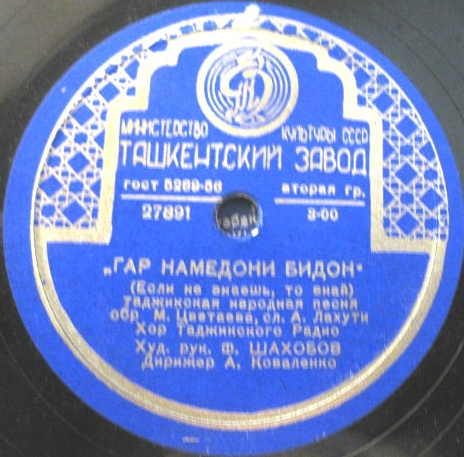 МИНИСТЕРСТВО КУЛЬТУРЫ СССР
ТАШКЕНТСКИЙ ЗАВОД
гост 5289-56 вторая гр.
27891 3-00
„ГАР НАМЕДОНИ БИДОН“
(Если не знаешь, то знай)
Таджикская народная песня
обр. М. Цветаева, сл. А. Лахути
Хор Таджикского Радио
Худ. рук. Ф. ШАХОБОВ
Дирижер А. Коваленко